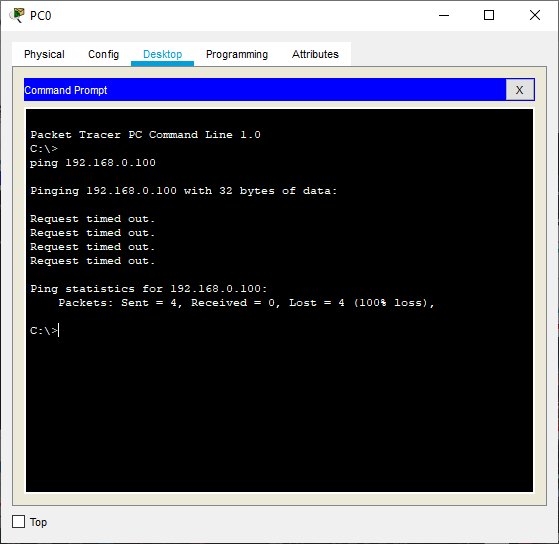 PC0
Physical Config Desktop Programming Attributes
Command Prompt
X
Packet Tracer PC Command Line 1.0
C:\>
ping 192.168.0.100
Pinging 192.168.0.100 with 32 bytes of data:
Request timed out.
Request timed out.
Request timed out.
Request timed out.
Ping statistics for 192.168.0.100:
Packets: Sent = 4, Received = 0, Lost = 4 (100% loss),
C:\>
Top